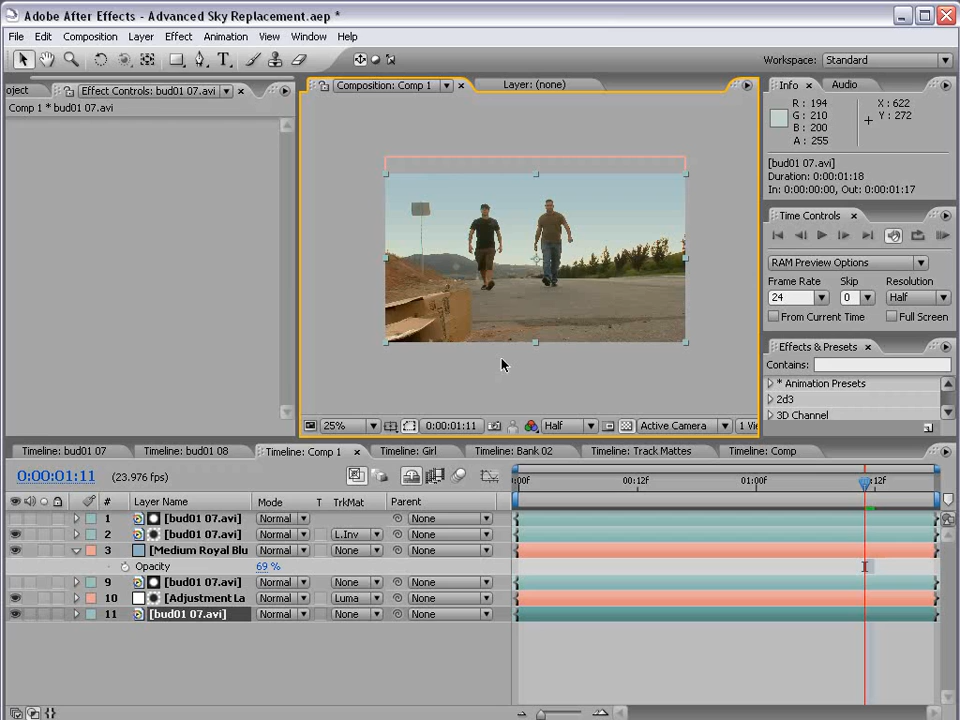 Adobe After Effects - Advanced Sky Replacement.aep *
File Edit Composition Layer Effect Animation View Window Help
Workspace: Standard
oject Effect Controls: bud01 07.avi
Comp 1 * bud01 07.avi
Composition: Comp 1 Layer: (none)
25% 0:00:01:11 Half Active Camera 1 Vi
Info Audio
R : 194 X : 622
G : 210 Y : 272
B : 200
A : 255
[bud01 07.avi]
Duration: 0:00:01:18
In: 0:00:00:00, Out: 0:00:01:17
Time Controls
RAM Preview Options
Frame Rate Skip Resolution
24 0 Half
From Current Time Full Screen
Effects & Presets
Contains:
* Animation Presets
2d3
3D Channel
Timeline: bud01 07 Timeline: bud01 08 Timeline: Comp 1 Timeline: Girl Timeline: Bank 02 Timeline: Track Mattes Timeline: Comp
0:00:01:11 (23.976 fps)
:00f 00:12f 01:00f 00:12f
# Layer Name Mode T TrkMat Parent
1 [bud01 07.avi] Normal None
2 [bud01 07.avi] Normal L.Inv None
3 [Medium Royal Blu Normal None None
Opacity 69 %
9 [bud01 07.avi] Normal None None
10 [Adjustment La Normal Luma None
11 [bud01 07.avi] Normal None None